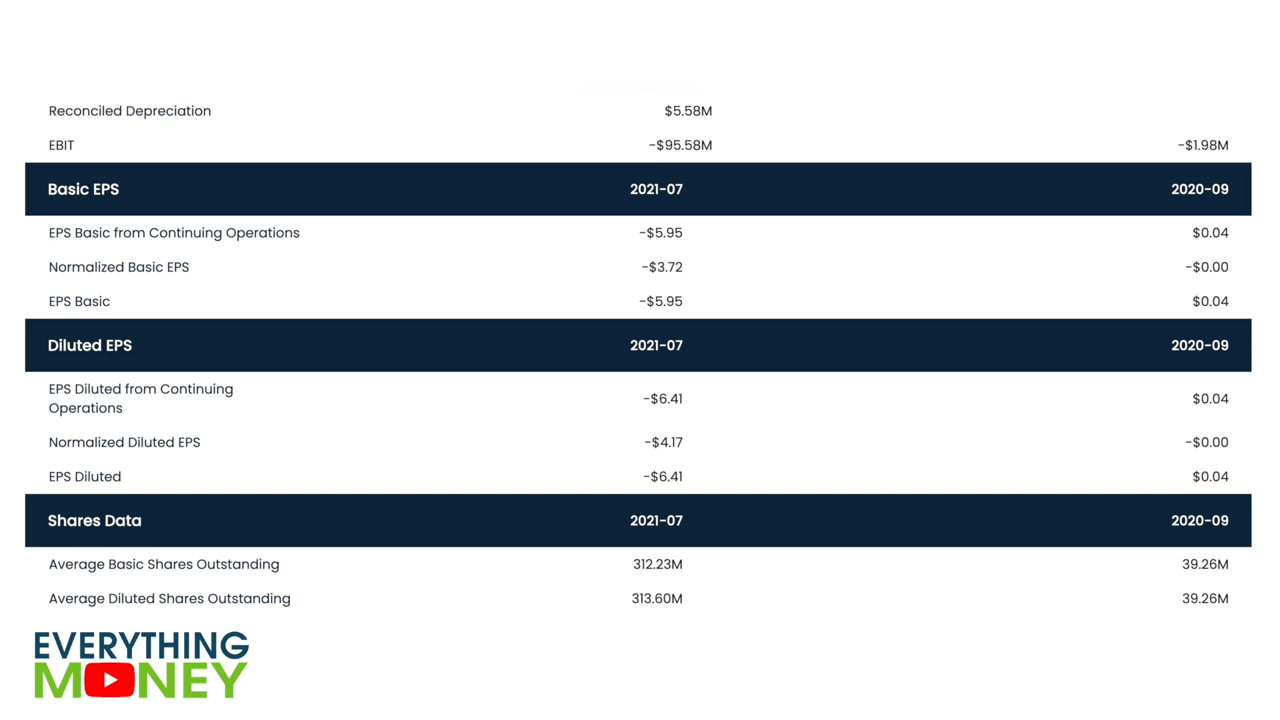 Reconciled Depreciation $5.58M
EBIT -$95.58M -$1.98M
Basic EPS 2021-07 2020-09
EPS Basic from Continuing Operations -$5.95 $0.04
Normalized Basic EPS -$3.72 -$0.00
EPS Basic -$5.95 $0.04
Diluted EPS 2021-07 2020-09
EPS Diluted from Continuing
Operations -$6.41 $0.04
Normalized Diluted EPS -$4.17 -$0.00
EPS Diluted -$6.41 $0.04
Shares Data 2021-07 2020-09
Average Basic Shares Outstanding 312.23M 39.26M
Average Diluted Shares Outstanding 313.60M 39.26M
EVERYTHING
MONEY